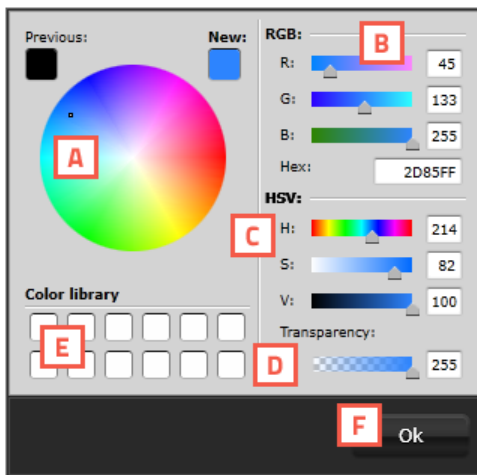 Previous:
New:
A
Color library
E
RGB:
B
R: 45
G: 133
B: 255
Hex: 2D85FF
HSV:
C
H: 214
S: 82
V: 100
Transparency:
D
255
F
Ok